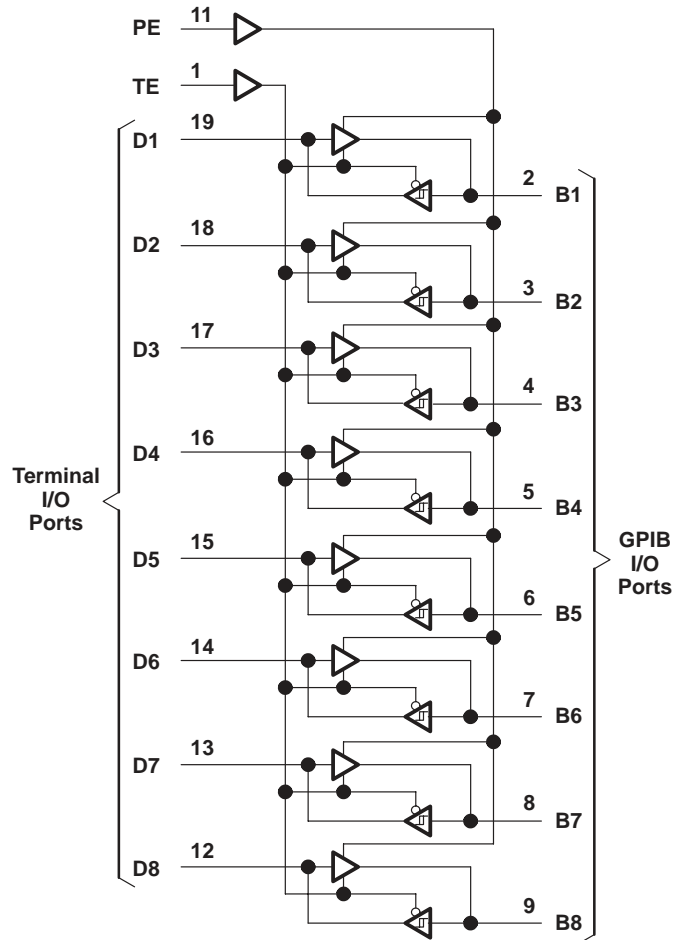 PE 11
TE 1
D1 19
2 B1
D2 18
3 B2
D3 17
4 B3
D4 16
Terminal
I/O
Ports
5 B4
D5 15
GPIB
I/O
Ports
6 B5
D6 14
7 B6
D7 13
8 B7
D8 12
9 B8